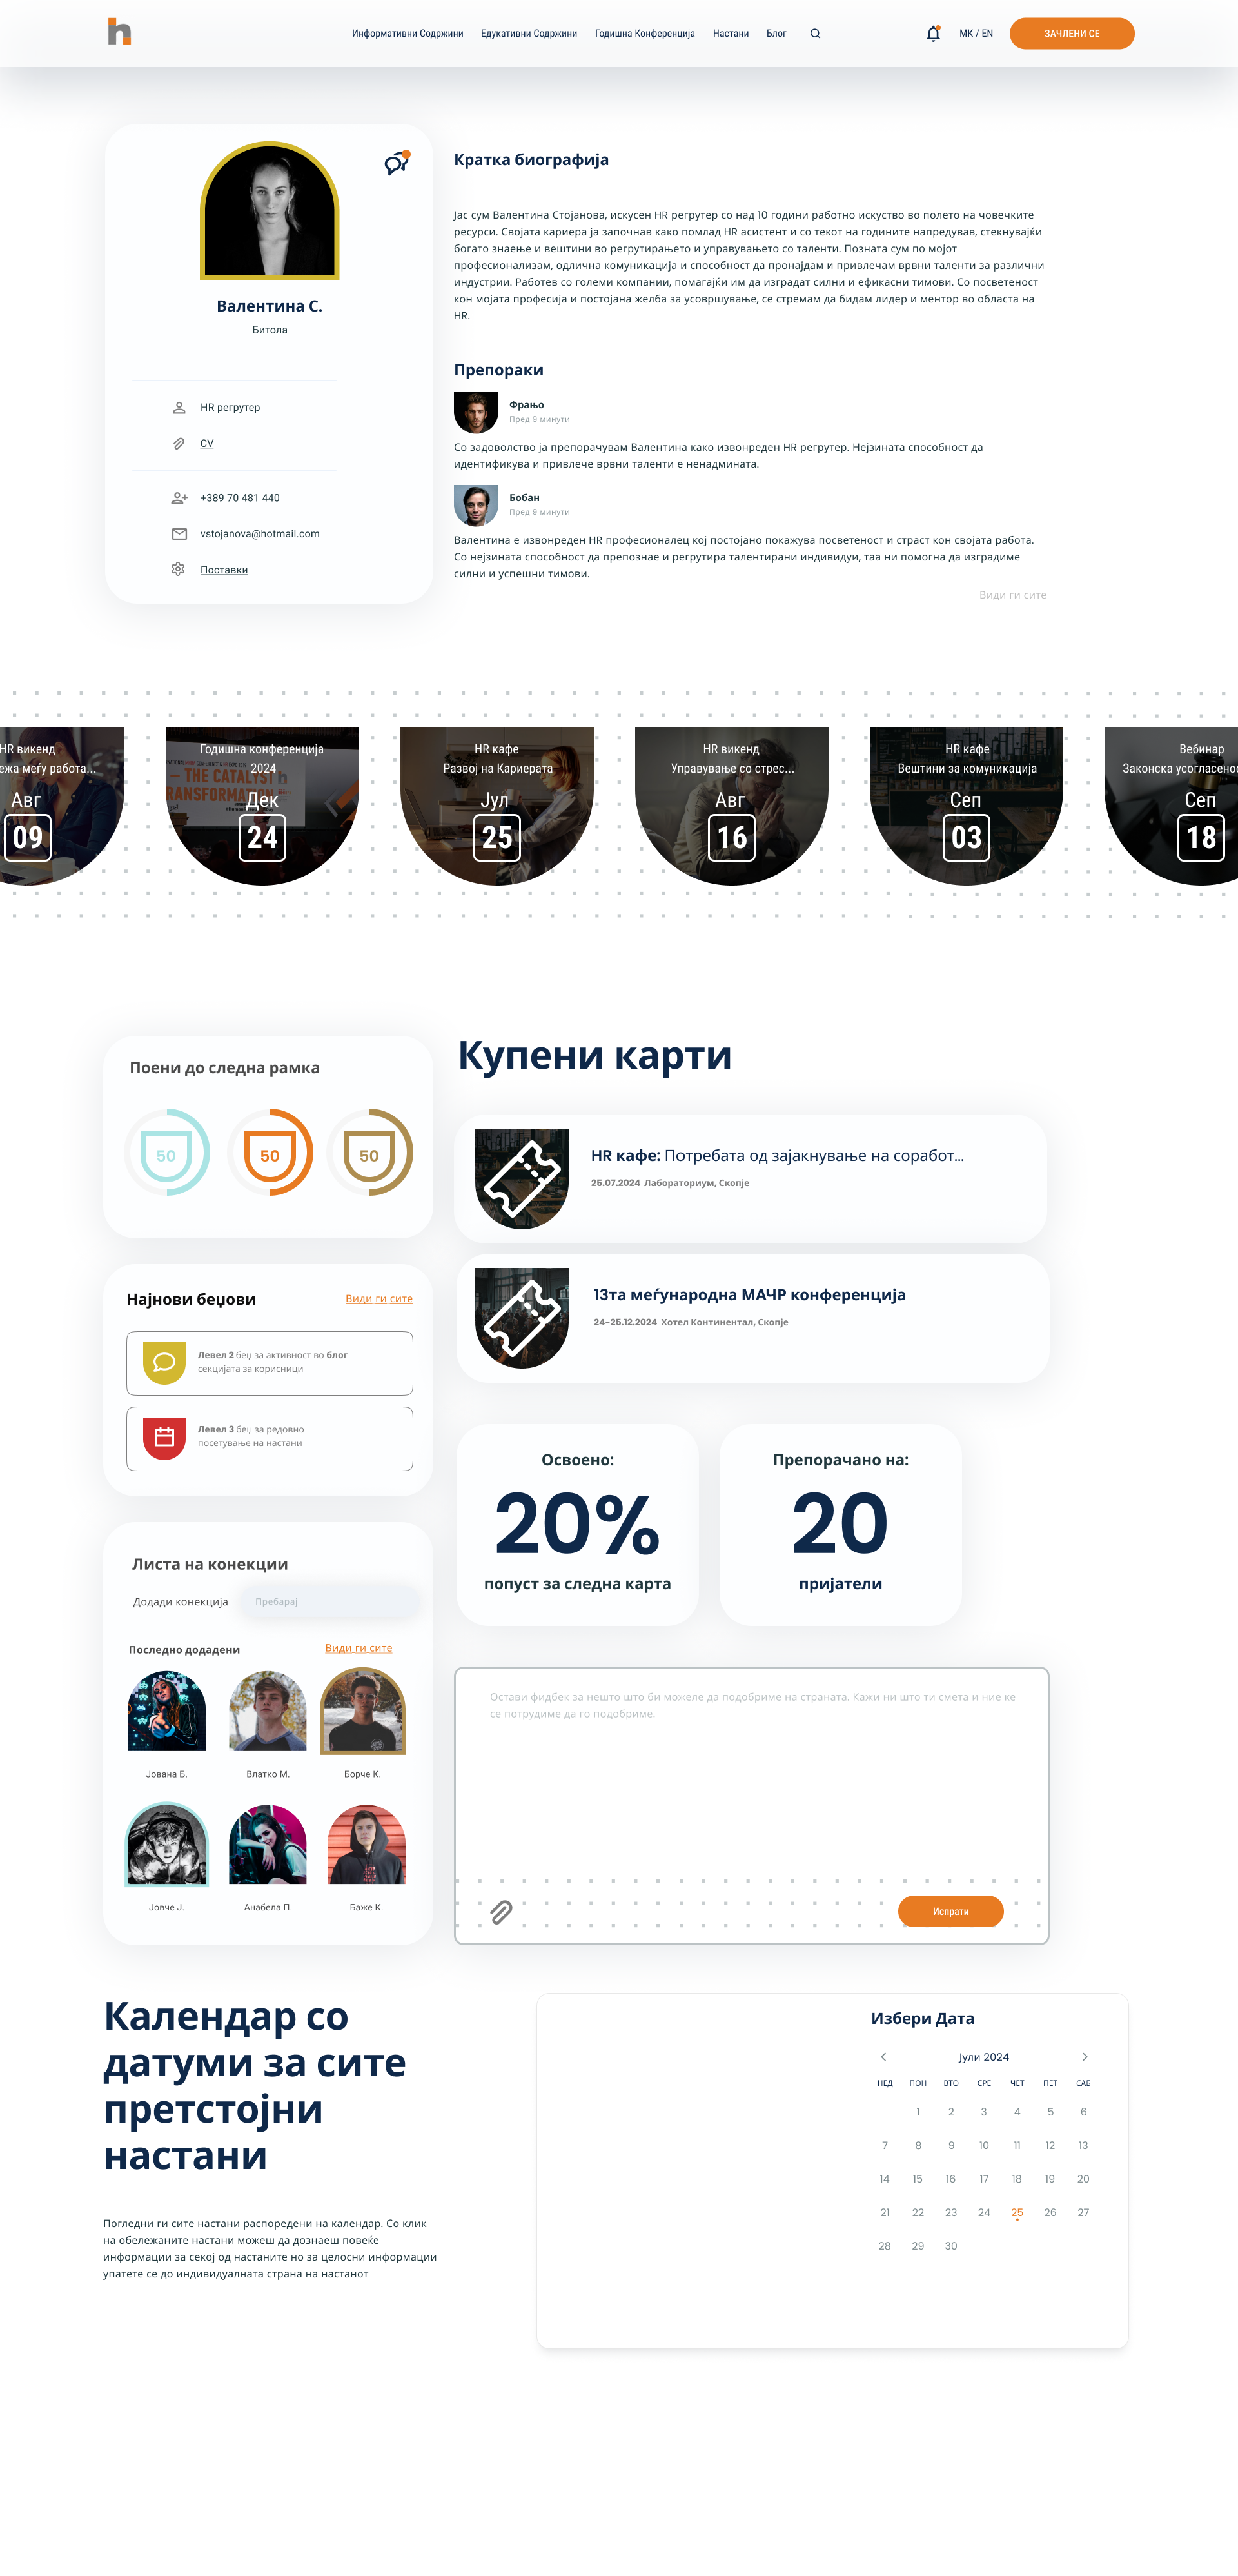 Информативни Содржини
Едукативни Содржини
Годишна Конференција
Настани
Блог
МК / EN
ЗАЧЛЕНИ СЕ
Валентина С.
Битола
HR регрутер
CV
+389 70 481 440
vstojanova@hotmail.com
Поставки
Кратка биографија
Јас сум Валентина Стојанова, искусен HR регрутер со над 10 години работно искуство во полето на човечките
ресурси. Својата кариера ја започнав како помлад HR асистент и со текот на годините напредував, стекнувајќи
богато знаење и вештини во регрутирањето и управувањето со таленти. Позната сум по мојот
професионализам, одлична комуникација и способност да пронајдам и привлечам врвни таленти за различни
индустрии. Работев со големи компании, помагајќи им да изградат силни и ефикасни тимови. Со посветеност
кон мојата професија и постојана желба за усовршување, се стремам да бидам лидер и ментор во областа на
HR.
Препораки
Фрањо
Пред 9 минути
Со задоволство ја препорачувам Валентина како извонреден HR регрутер. Нејзината способност да
идентификува и привлече врвни таленти е ненадмината.
Бобан
Пред 9 минути
Валентина е извонреден HR професионалец кој постојано покажува посветеност и страст кон својата работа.
Со нејзината способност да препознае и регрутира талентирани индивидуи, таа ни помогна да изградиме
силни и успешни тимови.
Види ги сите
HR викенд
меѓу работа...
Авг
09
Годишна конференција
2024
Дек
24
HR кафе
Развој на Кариерата
Јул
25
HR викенд
Управување со стрес...
Авг
16
HR кафе
Вештини за комуникација
Сеп
03
Вебинар
Законска
Сеп
18
Поени до следна рамка
50
50
50
Најнови беџови
Види ги сите
Левел 2 беџ за активност во блог
секцијата за корисници
Левел 3 беџ за редовно
посетување на настани
Листа на конекции
Додади конекција
Пребарај
Последно додадени
Види ги сите
Јована Б.
Влатко М.
Борче К.
Јовче Ј.
Анабела П.
Баже К.
Купени карти
HR кафе: Потребата од зајакнување на соработ...
25.07.2024 Лабораториум, Скопје
13та меѓународна МАЧР конференција
24-25.12.2024 Хотел Континентал, Скопје
Освоено:
20%
попуст за следна карта
Препорачано на:
20
пријатели
Остави фидбек за нешто што би можеле да подобриме на страната. Кажи ни што ти смета и ние ке
се потрудиме да го подобриме.
Испрати
Календар со
датуми за сите
претстојни
настани
Погледни ги сите настани распоредени на календар. Со клик
на обележаните настани можеш да дознаеш повеќе
информации за секој од настаните но за целосни информации
упатете се до индивидуалната страна на настанот
Избери Дата
Јули 2024
НЕД ПОН ВТО СРЕ ЧЕТ ПЕТ САБ
1 2 3 4 5 6
7 8 9 10 11 12 13
14 15 16 17 18 19 20
21 22 23 24 25 26 27
28 29 30